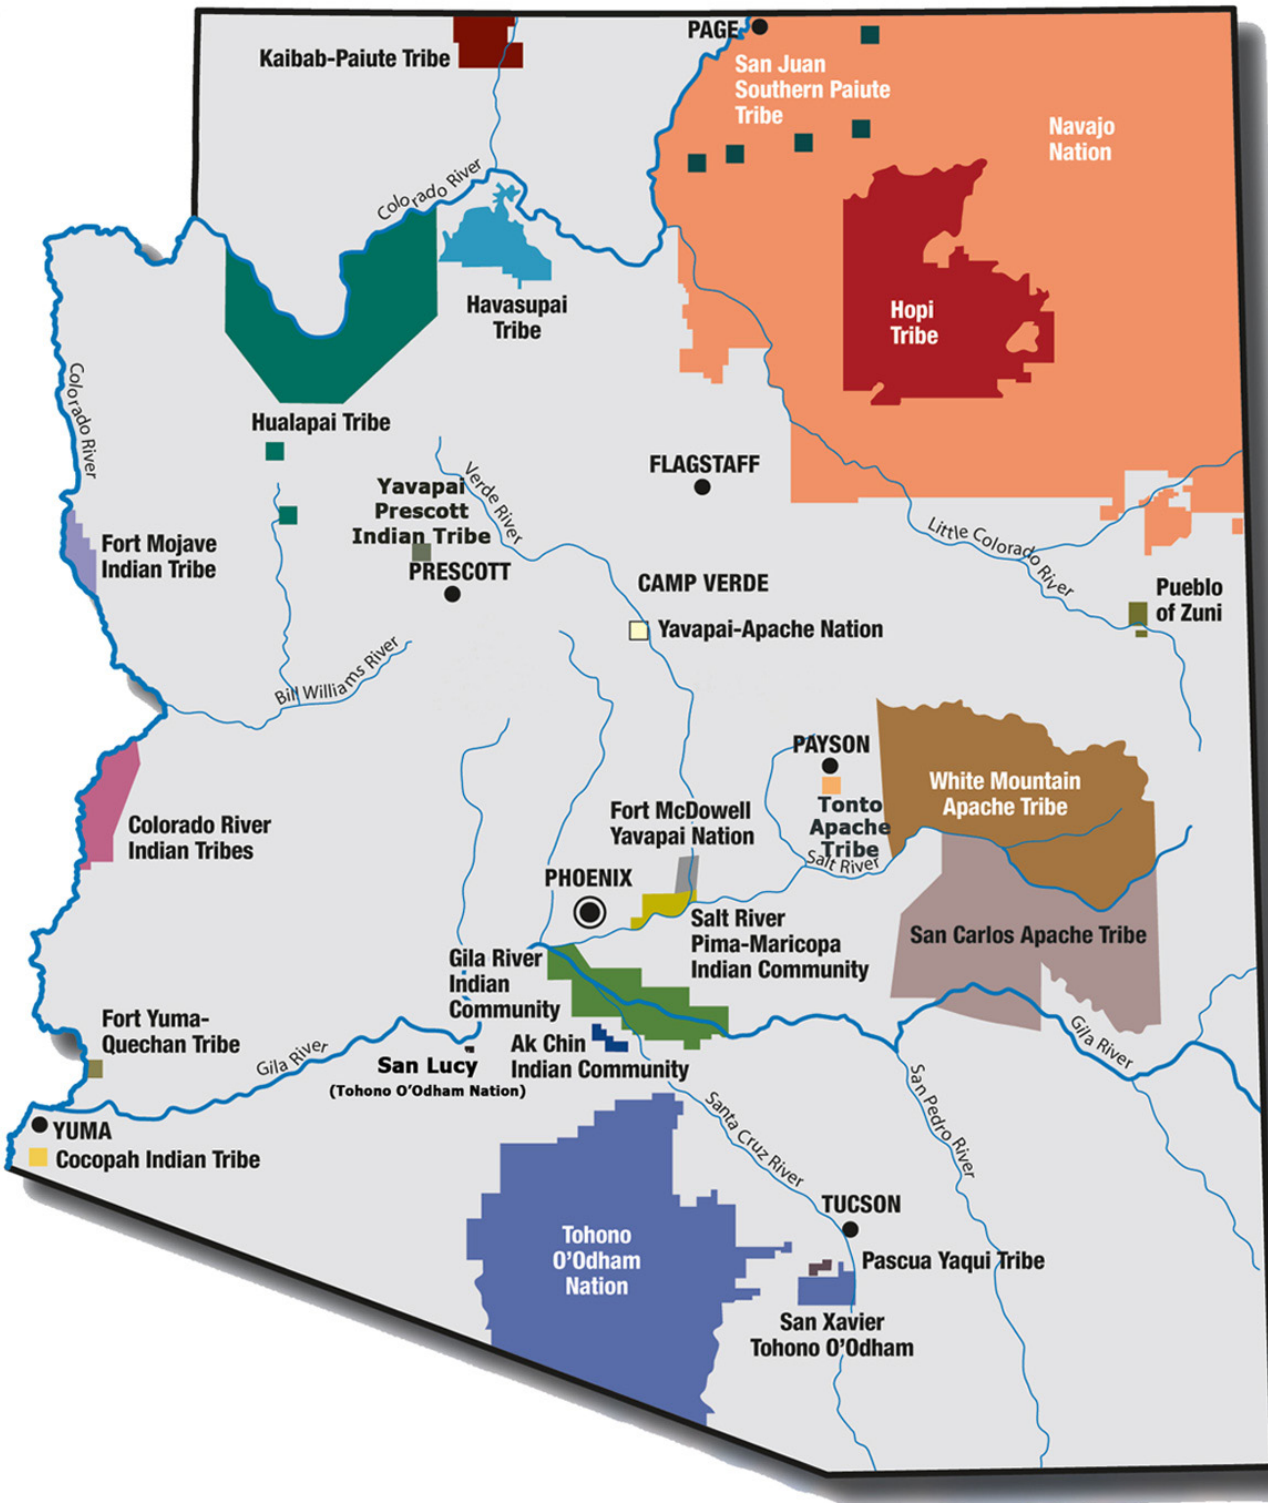 PAGE
Kaibab-Paiute Tribe
San Juan
Southern Paiute
Tribe
Navajo
Nation
Colorado River
Havasupai
Tribe
Hopi
Tribe
Colorado River
Hualapai Tribe
FLAGSTAFF
Yavapai
Prescott
Indian Tribe
Verde River
PRESCOTT
Fort Mojave
Indian Tribe
Little Colorado River
CAMP VERDE
Yavapai-Apache Nation
Pueblo
of Zuni
Bill Williams River
PAYSON
Tonto
Apache
Tribe
White Mountain
Apache Tribe
Colorado River
Indian Tribes
Fort McDowell
Yavapai Nation
Salt River
PHOENIX
Salt River
Pima-Maricopa
Indian Community
San Carlos Apache Tribe
Gila River
Indian
Community
Fort Yuma-
Quechan Tribe
Gila River
San Lucy
(Tohono O'Odham Nation)
Ak Chin
Indian Community
Gila River
YUMA
Cocopah Indian Tribe
Santa Cruz River
San Pedro River
TUCSON
Tohono
O'Odham
Nation
Pascua Yaqui Tribe
San Xavier
Tohono O'Odham